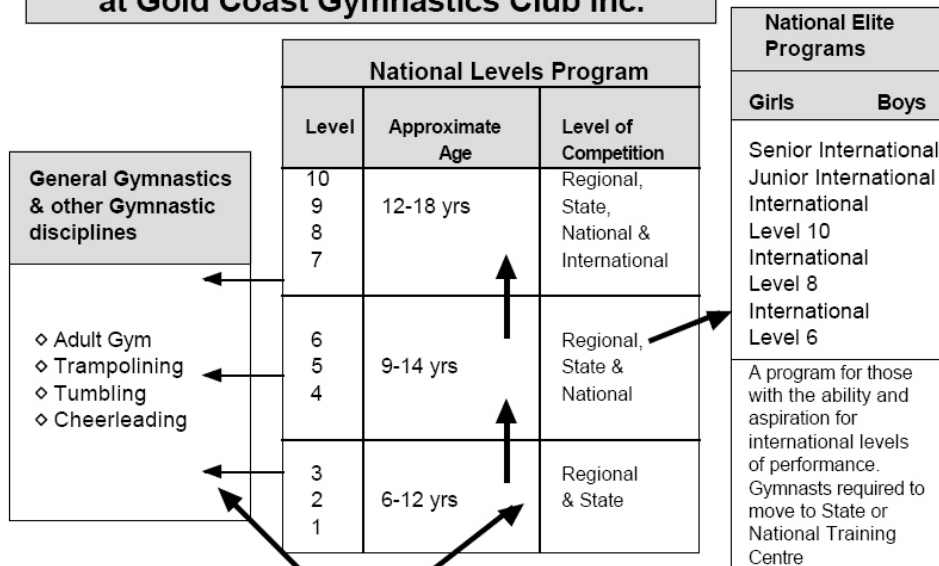 at Gold Coast Gymnastics Club Inc.
National Levels Program
Level Approximate Age Level of Competition
10
9
8
7
12-18 yrs
Regional,
State,
National &
International
6
5
4
9-14 yrs
Regional,
State &
National
3
2
1
6-12 yrs
Regional
& State
General Gymnastics
& other Gymnastic
disciplines
◇ Adult Gym
◇ Trampolining
◇ Tumbling
◇ Cheerleading
National Elite
Programs
Girls Boys
Senior International
Junior International
International
Level 10
International
Level 8
International
Level 6
A program for those
with the ability and
aspiration for
international levels
of performance.
Gymnasts required to
move to State or
National Training
Centre